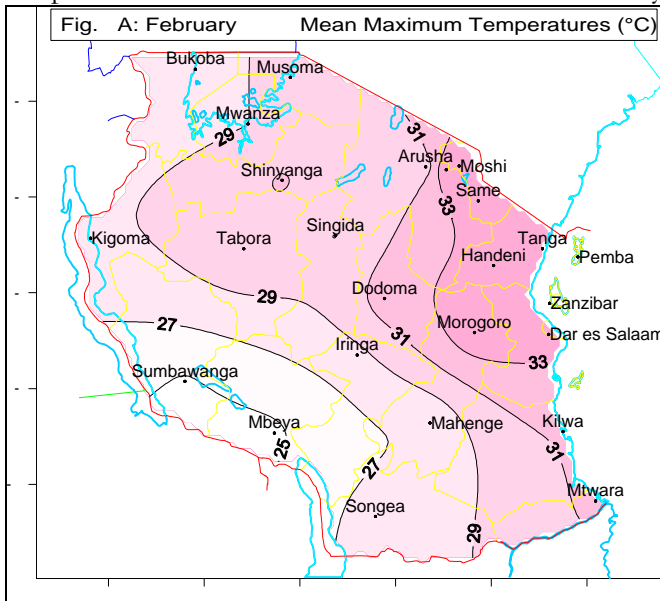 Fig. A: February Mean Maximum Temperatures (°C)
Bukoba
Musoma
Mwanza
29
31
Arusha
Moshi
Shinyanga
33
Same
Kigoma
Tabora
Singida
Tanga
Handeni
Pemba
29
Dodoma
Zanzibar
27
31
Morogoro
Dar es Salaam
Iringa
33
Sumbawanga
Mbeya
25
Mahenge
Kilwa
27
31
Mtwara
Songea
29